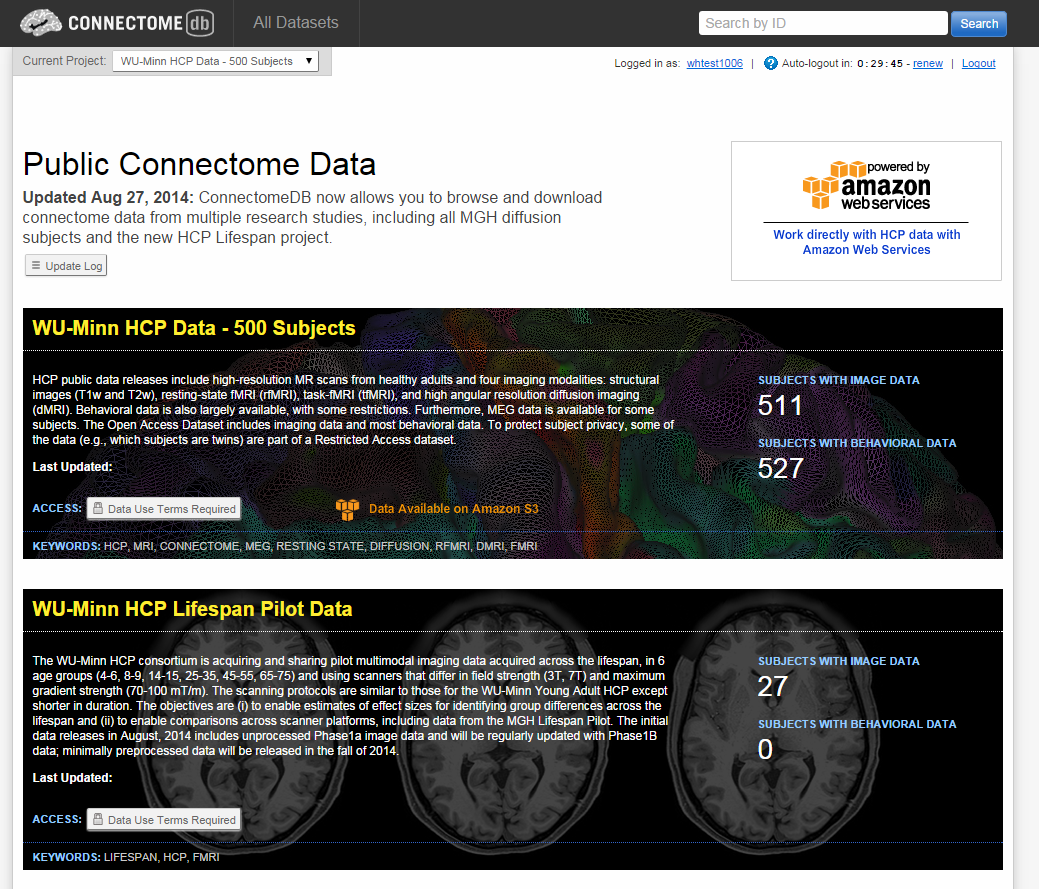 CONNECTOME db
All Datasets
Search by ID
Search
Current Project: WU-Minn HCP Data - 500 Subjects
Logged in as: whtest1006 | ? Auto-logout in: 0:29:45 - renew | Logout
Public Connectome Data
Updated Aug 27, 2014: ConnectomeDB now allows you to browse and download
connectome data from multiple research studies, including all MGH diffusion
subjects and the new HCP Lifespan project.
Update Log
powered by
amazon
web services
Work directly with HCP data with
Amazon Web Services
WU-Minn HCP Data - 500 Subjects
HCP public data releases include high-resolution MR scans from healthy adults and four imaging modalities: structural
images (T1w and T2w), resting-state fMRI (rfMRI), task-fMRI (tfMRI), and high angular resolution diffusion imaging
(dMRI). Behavioral data is also largely available, with some restrictions. Furthermore, MEG data is available for some
subjects. The Open Access Dataset includes imaging data and most behavioral data. To protect subject privacy, some of
the data (e.g., which subjects are twins) are part of a Restricted Access dataset.
Last Updated:
SUBJECTS WITH IMAGE DATA
511
SUBJECTS WITH BEHAVIORAL DATA
527
ACCESS: Data Use Terms Required
Data Available on Amazon S3
KEYWORDS: HCP, MRI, CONNECTOME, MEG, RESTING STATE, DIFFUSION, RFMRI, DMRI, FMRI
WU-Minn HCP Lifespan Pilot Data
The WU-Minn HCP consortium is acquiring and sharing pilot multimodal imaging data acquired across the lifespan, in 6
age groups (4-6, 8-9, 14-15, 25-35, 45-55, 65-75) and using scanners that differ in field strength (3T, 7T) and maximum
gradient strength (70-100 mT/m). The scanning protocols are similar to those for the WU-Minn Young Adult HCP except
shorter in duration. The objectives are (i) to enable estimates of effect sizes for identifying group differences across the
lifespan and (ii) to enable comparisons across scanner platforms, including data from the MGH Lifespan Pilot. The initial
data releases in August, 2014 includes unprocessed Phase1a image data and will be regularly updated with Phase1B
data; minimally preprocessed data will be released in the fall of 2014.
Last Updated:
SUBJECTS WITH IMAGE DATA
27
SUBJECTS WITH BEHAVIORAL DATA
0
ACCESS: Data Use Terms Required
KEYWORDS: LIFESPAN, HCP, FMRI